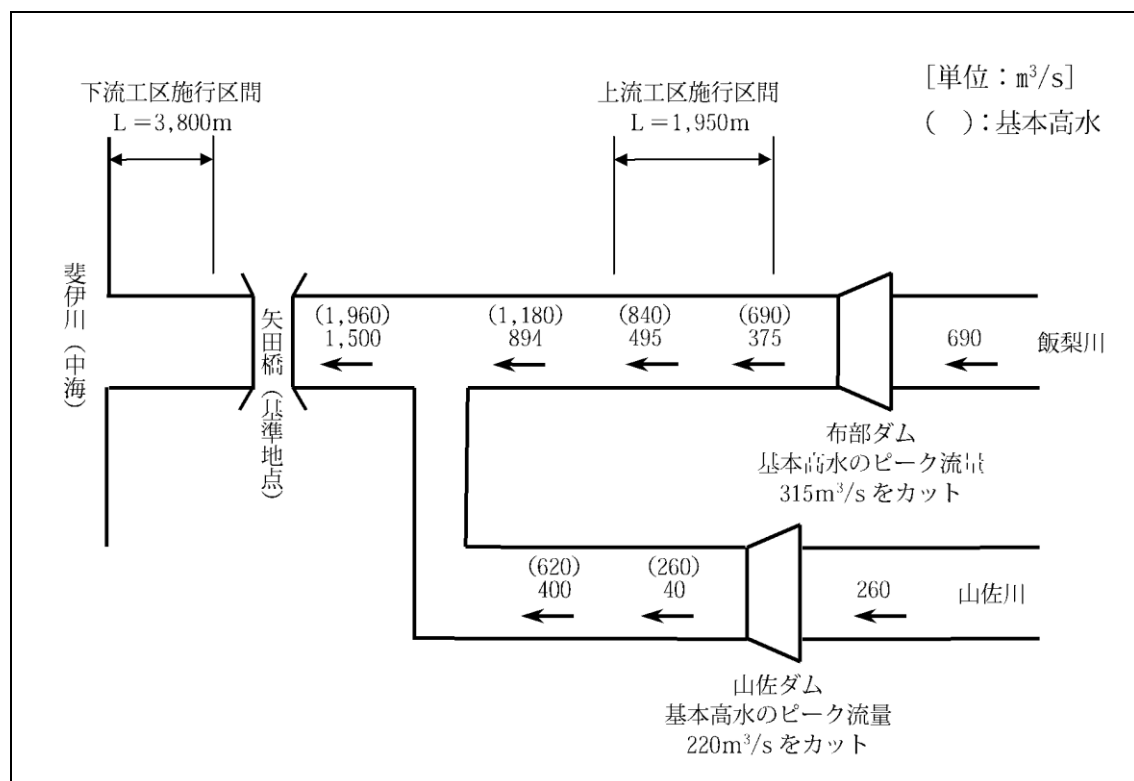 下流工区施行区間
L=3,800m
上流工区施行区間
L=1,950m
[単位:m³/s]
( ):基本高水
斐伊川(中海)
矢田橋(基準地点)
(1,960)
1,500
(1,180)
894
(840)
495
(690)
375
690
飯梨川
布部ダム
基本高水のピーク流量
315m³/sをカット
(620)
400
(260)
40
260
山佐川
山佐ダム
基本高水のピーク流量
220m³/sをカット